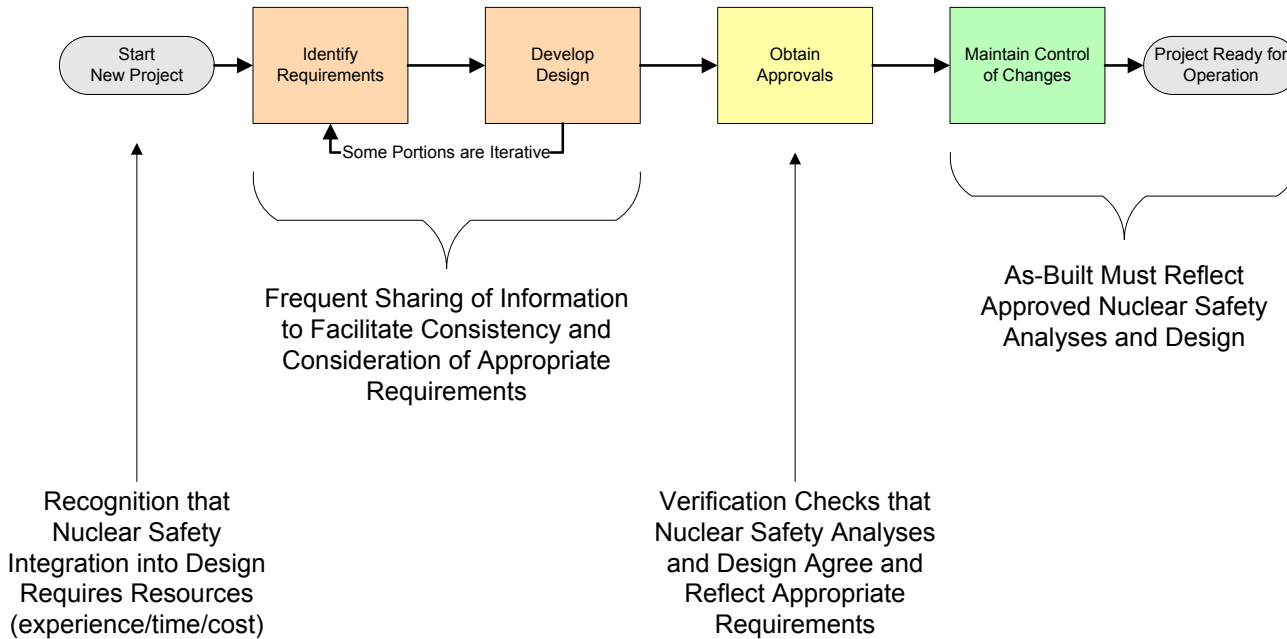 Start
New Project
Identify
Requirements
Develop
Design
Obtain
Approvals
Maintain Control
of Changes
Project Ready for
Operation
Some Portions are Iterative
Frequent Sharing of Information
to Facilitate Consistency and
Consideration of Appropriate
Requirements
As-Built Must Reflect
Approved Nuclear Safety
Analyses and Design
Recognition that
Nuclear Safety
Integration into Design
Requires Resources
(experience/time/cost)
Verification Checks that
Nuclear Safety Analyses
and Design Agree and
Reflect Appropriate
Requirements